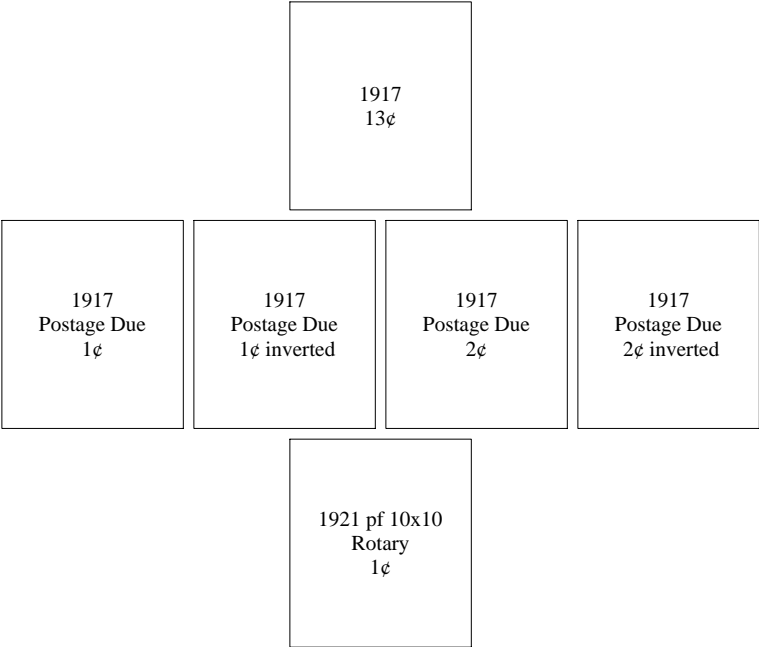 1917
13¢
1917
Postage Due
1¢
1917
Postage Due
1¢ inverted
1917
Postage Due
2¢
1917
Postage Due
2¢ inverted
1921 pf 10x10
Rotary
1¢